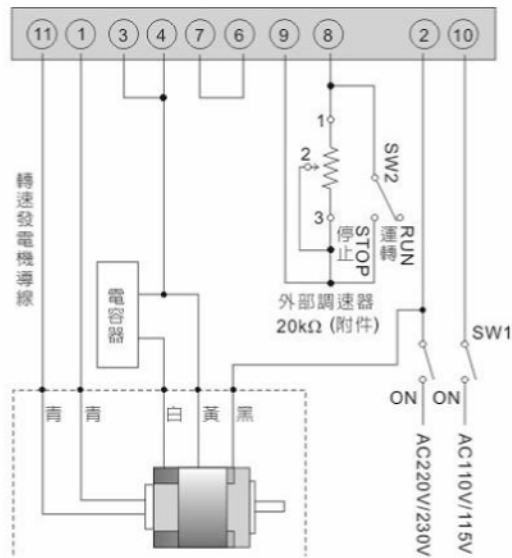 11 1 3 4 7 6 9 8 2 10
1
2
3
SW2
停止
STOP
運轉
RUN
轉速發電機導線
電容器
外部調速器
20kΩ (附件)
SW1
ON
ON
青
青
白
黃
黑
AC220V/230V
AC110V/115V